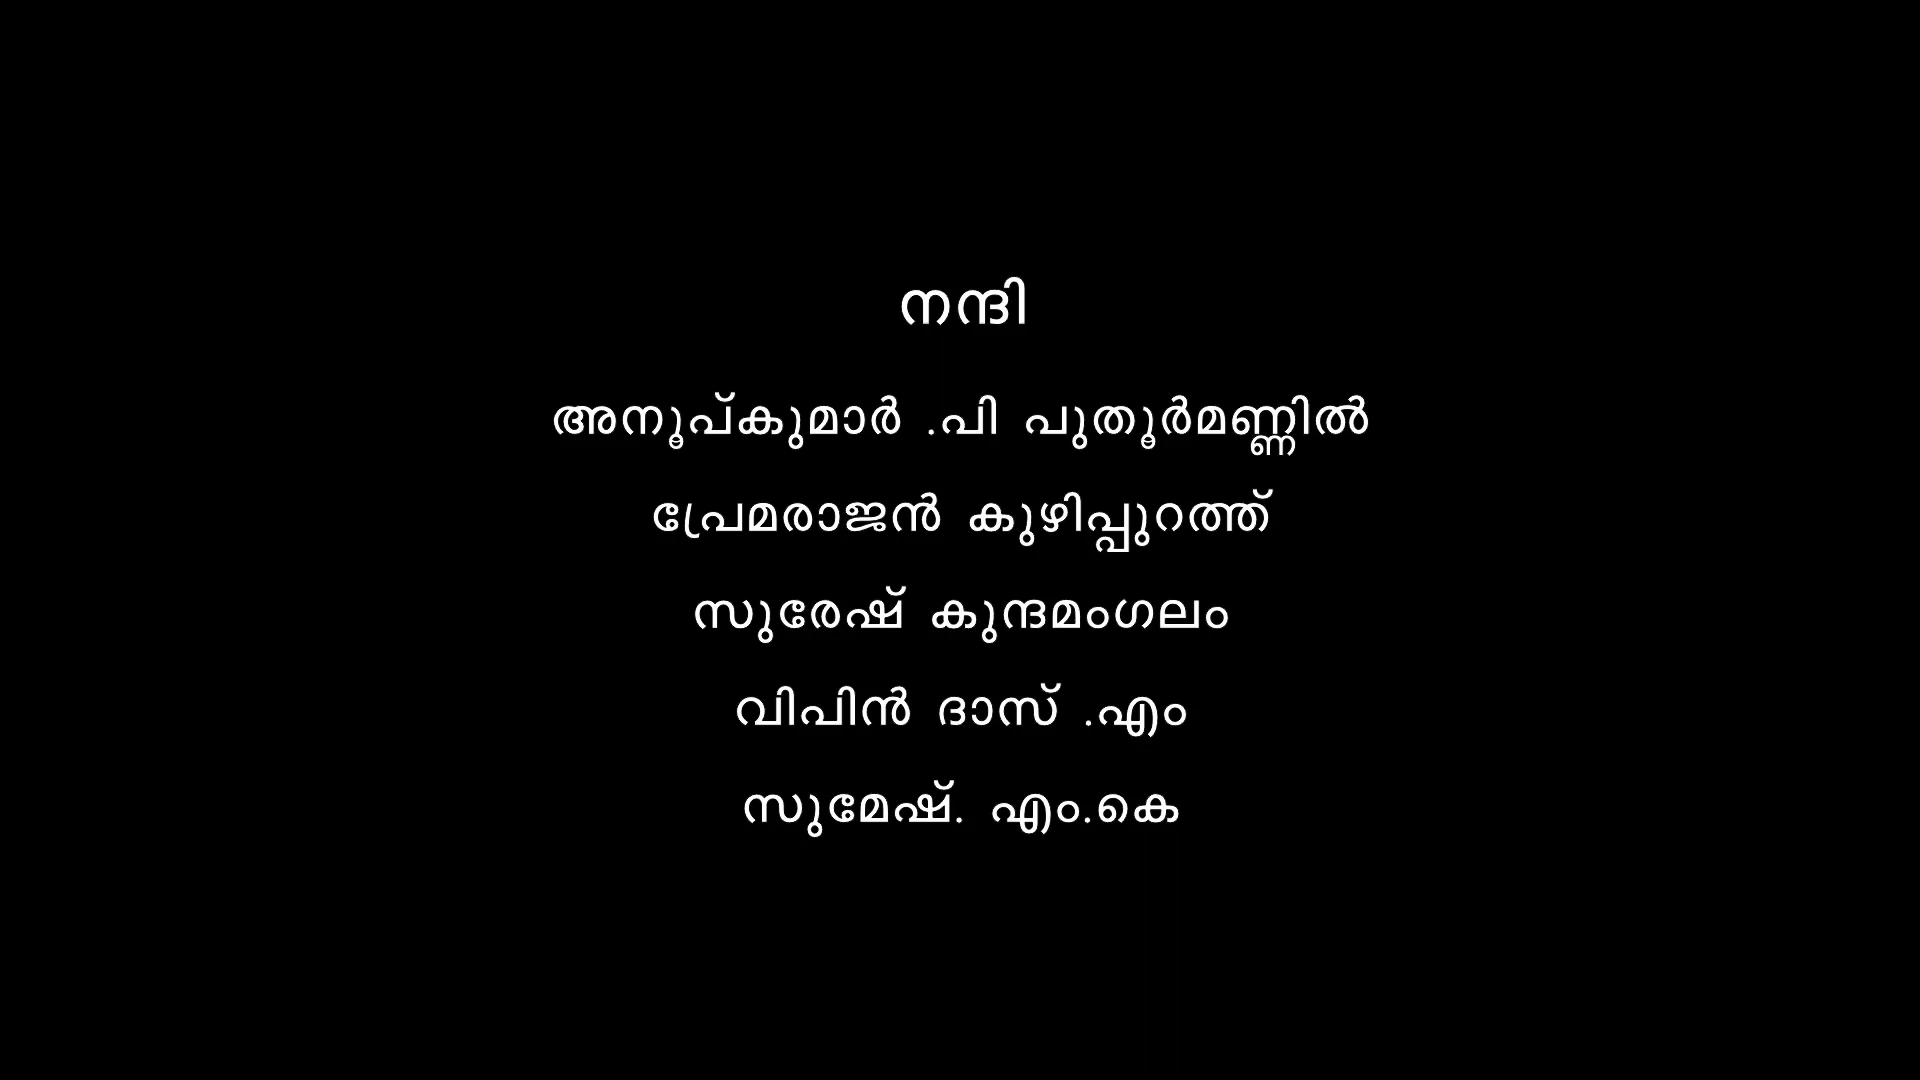 നന്ദി
അനൂപ്കുമാർ .പി പുതൂർമണ്ണിൽ
പ്രേമരാജൻ കുഴിപ്പുറത്ത്
സുരേഷ് കുന്ദമംഗലം
വിപിൻ ദാസ് .എം
സുമേഷ്. എം.കെ